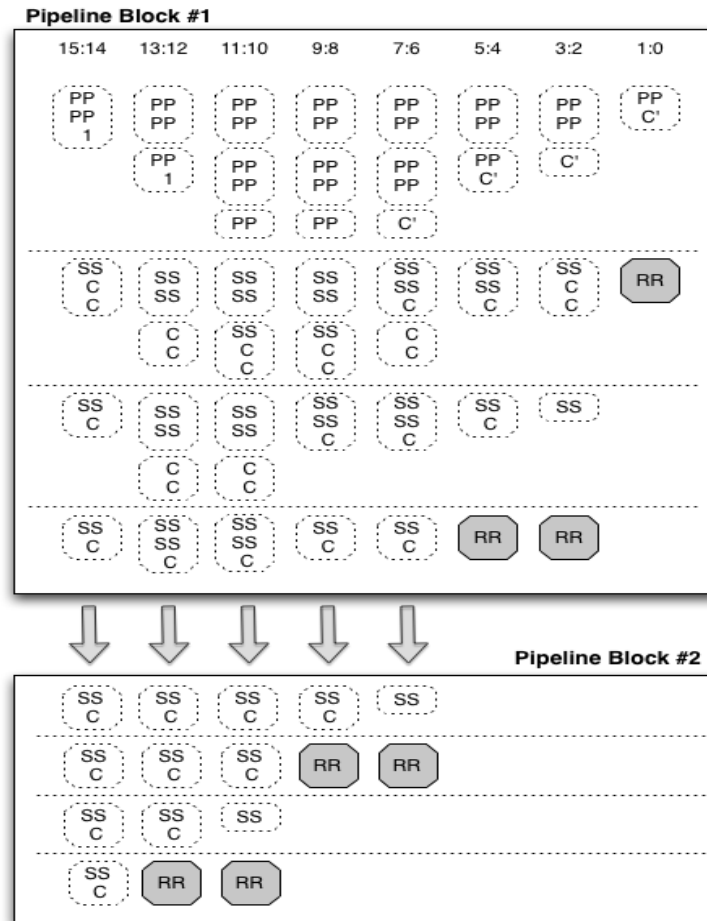 Pipeline Block #1
15:14 13:12 11:10 9:8 7:6 5:4 3:2 1:0
PP PP PP PP PP PP PP PP
PP PP PP PP PP PP PP C'
1
PP PP PP PP PP C'
1 PP PP PP C'
PP PP C'
SS SS SS SS SS SS SS RR
C SS SS SS SS SS C
C C C C
C SS SS C
C C C C
C C
SS SS SS SS SS SS SS
C SS SS SS SS C
C C
C C
C C
SS SS SS SS SS RR RR
C SS SS C C
C C
Pipeline Block #2
SS SS SS SS SS
C C C C
SS SS SS RR RR
C C C
SS SS SS
C C
SS RR RR
C